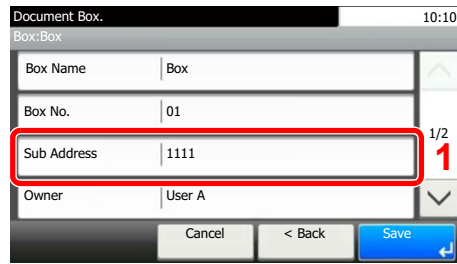 Document Box. 10:10
Box:Box
Box Name Box
Box No. 01
1/2
Sub Address 1111 1
Owner User A
Cancel < Back Save